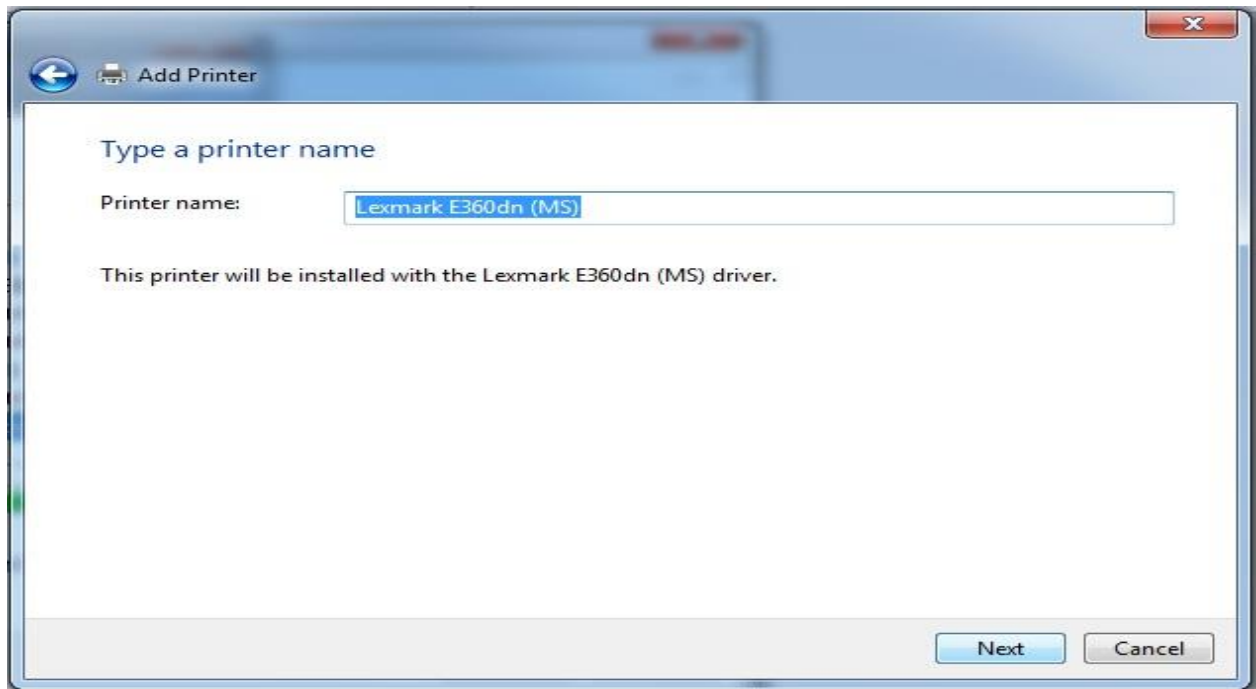 Add Printer
Type a printer name
Printer name: Lexmark E360dn (MS)
This printer will be installed with the Lexmark E360dn (MS) driver.
Next Cancel